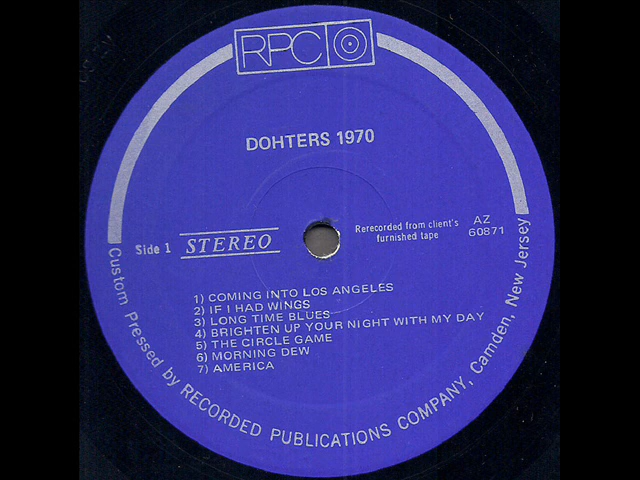 RPC
DOHTERS 1970
Side 1
STEREO
Rerecorded from client's
furnished tape
AZ
60871
1) COMING INTO LOS ANGELES
2) IF I HAD WINGS
3) LONG TIME BLUES
4) BRIGHTEN UP YOUR NIGHT WITH MY DAY
5) THE CIRCLE GAME
6) MORNING DEW
7) AMERICA
Custom Pressed by RECORDED PUBLICATIONS COMPANY, Camden, New Jersey